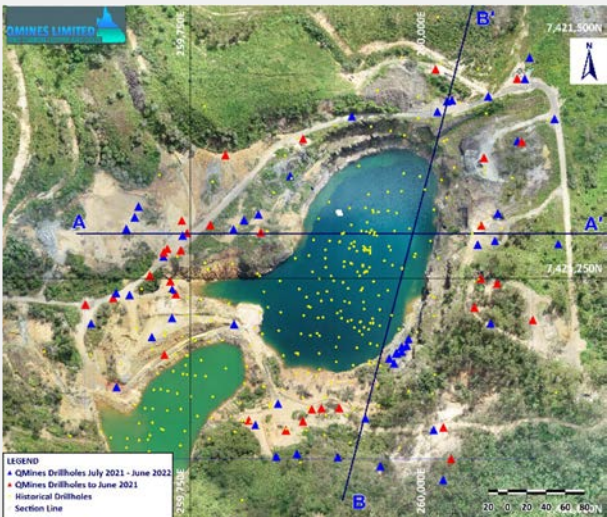 QMINES LIMITED
259,750E
260,000E
B'
7,421,500N
N
A
A'
7,421,250N
LEGEND
QMines Drillholes July 2021 - June 2022
QMines Drillholes to June 2021
Historical Drillholes
Section Line
259,750E
B
260,000E
20 0 20 40 60 80